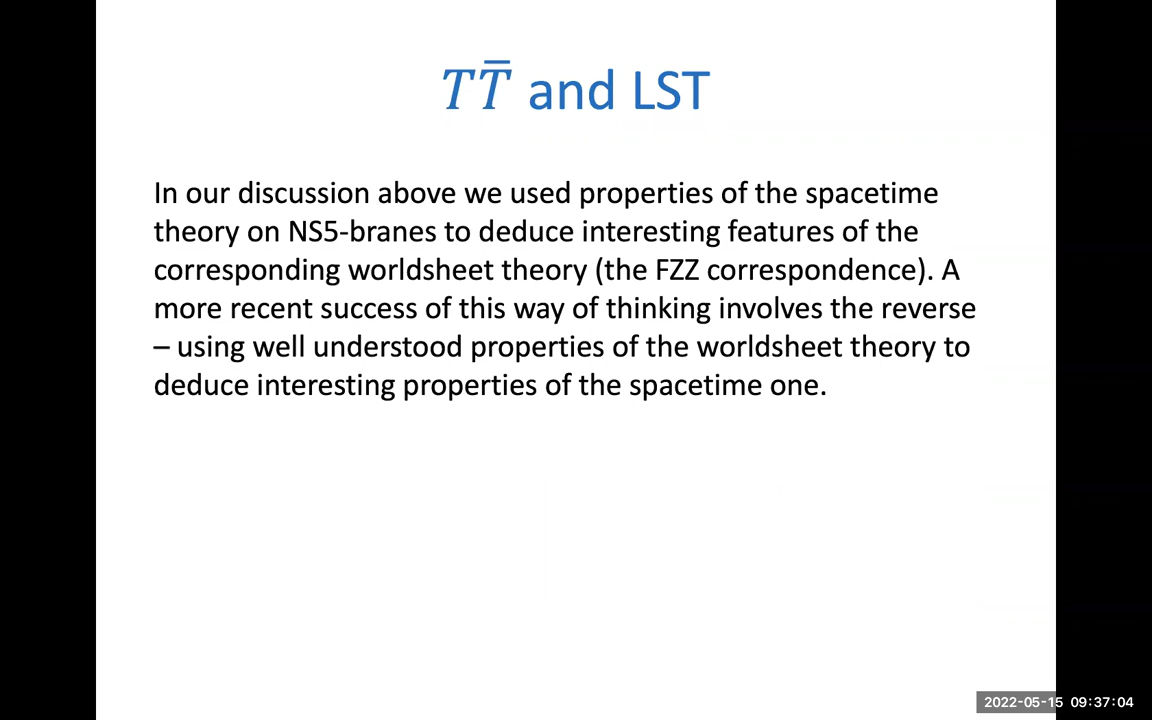 TT̄ and LST
In our discussion above we used properties of the spacetime
theory on NS5-branes to deduce interesting features of the
corresponding worldsheet theory (the FZZ correspondence). A
more recent success of this way of thinking involves the reverse
– using well understood properties of the worldsheet theory to
deduce interesting properties of the spacetime one.
2022-05-15 09:37:04